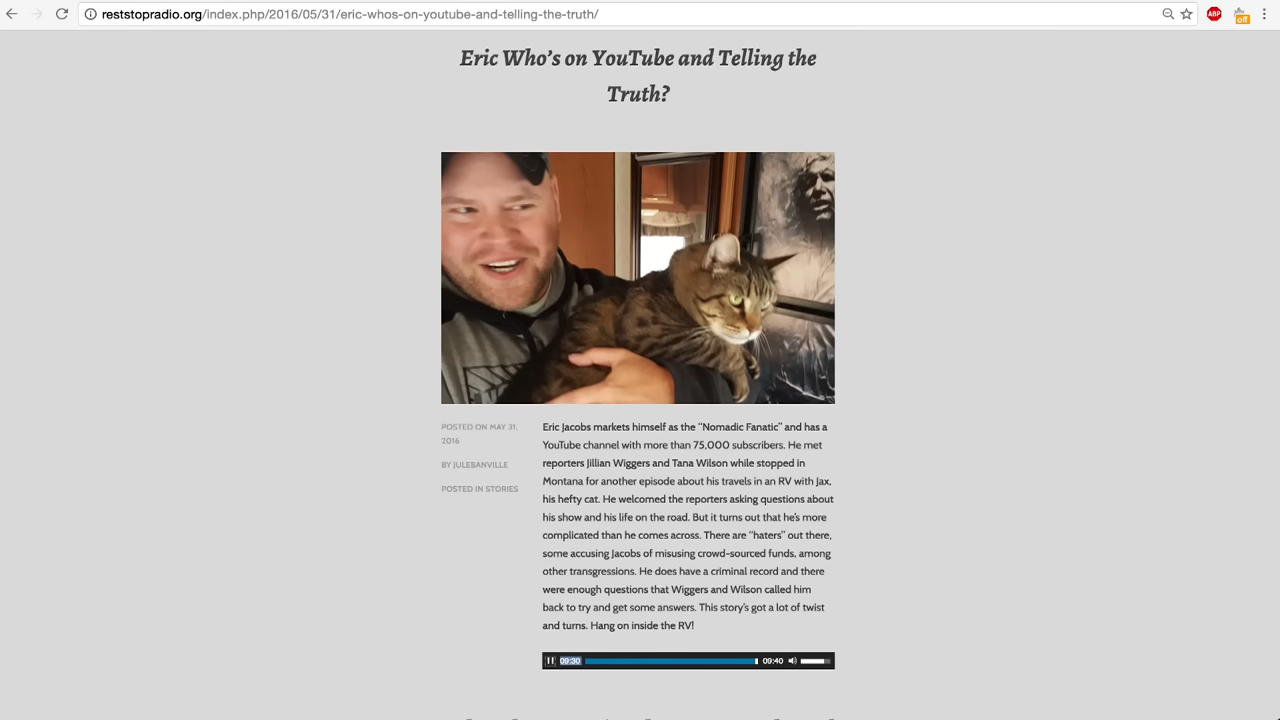 reststopradio.org/index.php/2016/05/31/eric-whos-on-youtube-and-telling-the-truth/
ABP
off
Eric Who's on YouTube and Telling the
Truth?
POSTED ON MAY 31,
2016
BY JULEBANVILLE
POSTED IN STORIES
Eric Jacobs markets himself as the “Nomadic Fanatic” and has a
YouTube channel with more than 75,000 subscribers. He met
reporters Jillian Wiggers and Tana Wilson while stopped in
Montana for another episode about his travels in an RV with Jax,
his hefty cat. He welcomed the reporters asking questions about
his show and his life on the road. But it turns out that he's more
complicated than he comes across. There are “haters” out there,
some accusing Jacobs of misusing crowd-sourced funds, among
other transgressions. He does have a criminal record and there
were enough questions that Wiggers and Wilson called him
back to try and get some answers. This story's got a lot of twist
and turns. Hang on inside the RV!
09:30
09:40